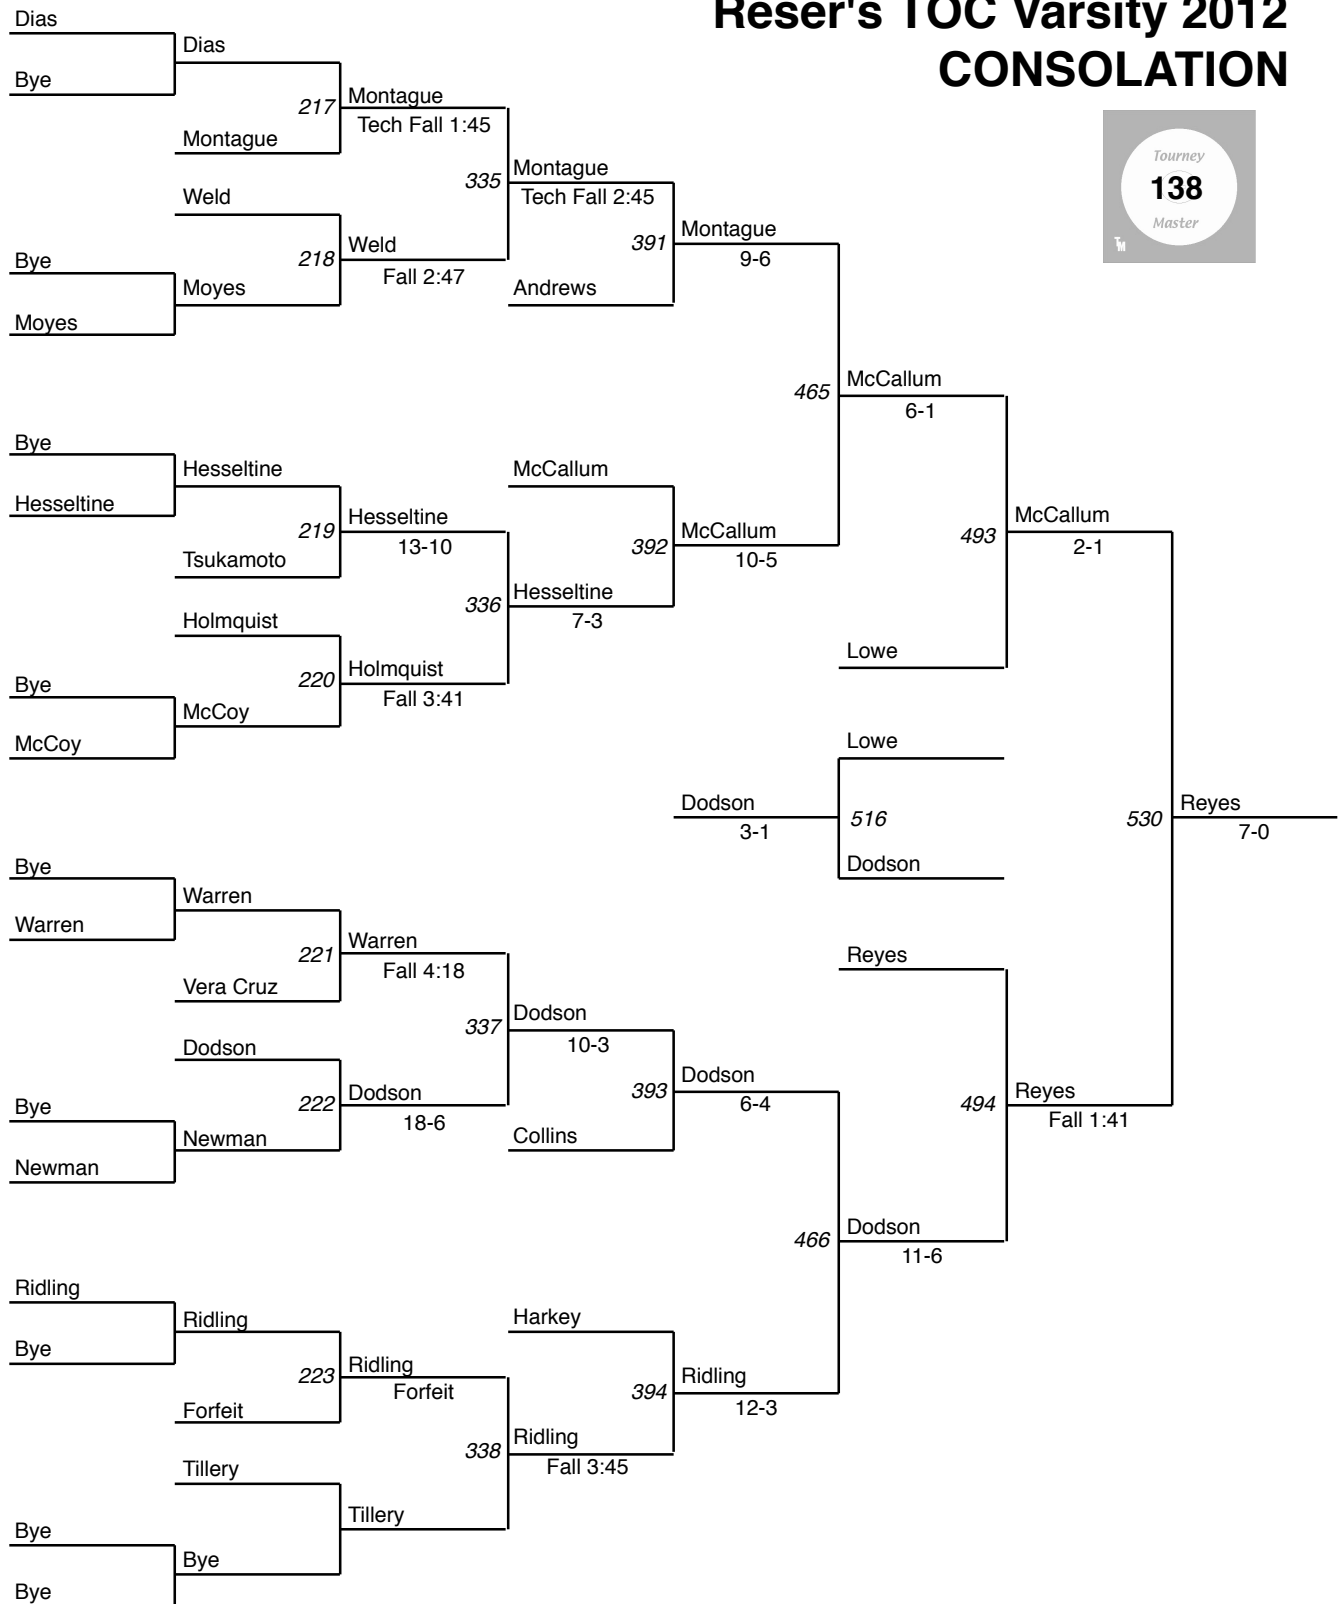 Reser's TOC Varsity 2012
CONSOLATION
Tourney
138
Master
TM
Dias
Bye
Dias
217
Montague
Montague
Tech Fall 1:45
Weld
Bye
Moyes
Moyes
218
Weld
Fall 2:47
335
Montague
Tech Fall 2:45
Andrews
391
Montague
9-6
Bye
Hesseltine
Hesseltine
219
Tsukamoto
Hesseltine
13-10
Holmquist
Bye
McCoy
McCoy
220
Holmquist
Fall 3:41
336
McCallum
Hesseltine
7-3
392
McCallum
10-5
465
McCallum
6-1
493
Lowe
McCallum
2-1
Lowe
516
Dodson
Dodson
3-1
530
Reyes
7-0
Bye
Warren
Warren
221
Vera Cruz
Warren
Fall 4:18
Dodson
Bye
Newman
Newman
222
Dodson
18-6
337
Dodson
10-3
Collins
393
Dodson
6-4
Reyes
494
Reyes
Fall 1:41
466
Dodson
11-6
Ridling
Bye
Ridling
223
Forfeit
Ridling
Forfeit
Tillery
Bye
Bye
Bye
Tillery
338
Harkey
Ridling
Fall 3:45
394
Ridling
12-3